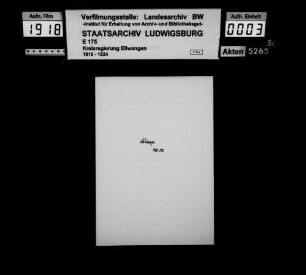 Aufn. Film
1918
Verfilmungsstelle: Landesarchiv BW
-Institut für Erhaltung von Archiv- und Bibliotheksgut-
STAATSARCHIV LUDWIGSBURG
E 175
Kreisregierung Ellwangen
1818 - 1924
Aufn. Einheit
0003
Akten 5265